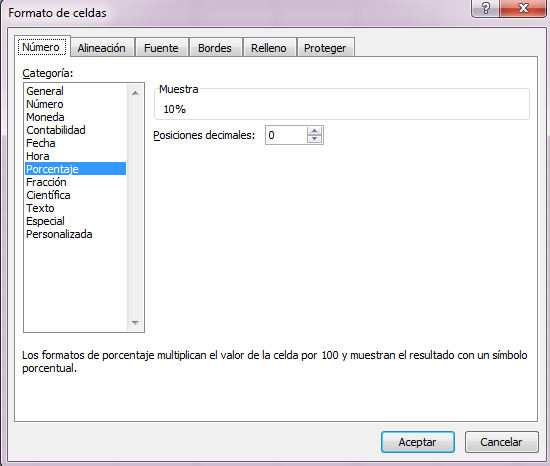 Formato de celdas
Número Alineación Fuente Bordes Relleno Proteger
Categoría:
General
Número
Moneda
Contabilidad
Fecha
Hora
Porcentaje
Fracción
Científica
Texto
Especial
Personalizada
Muestra
10%
Posiciones decimales: 0
Los formatos de porcentaje multiplican el valor de la celda por 100 y muestran el resultado con un símbolo
porcentual.
Aceptar Cancelar